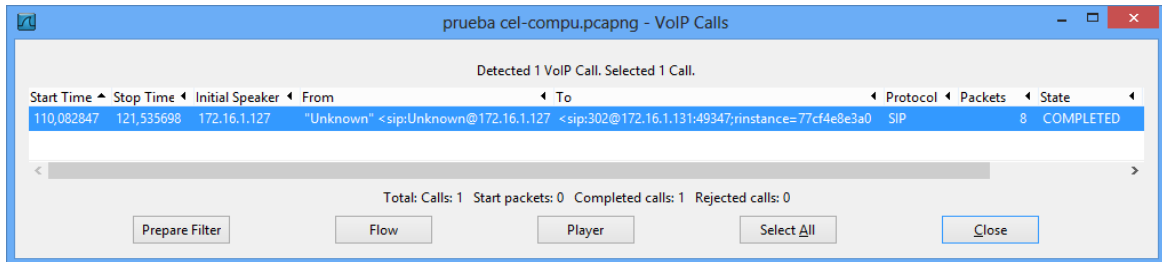 prueba cel-compu.pcapng - VoIP Calls
Detected 1 VoIP Call. Selected 1 Call.
Start Time Stop Time Initial Speaker From To Protocol Packets State
110,082847 121,535698 172.16.1.127 "Unknown" <sip:Unknown@172.16.1.127 <sip:302@172.16.1.131:49347;rinstance=77cf4e8e3a0 SIP 8 COMPLETED
Total: Calls: 1 Start packets: 0 Completed calls: 1 Rejected calls: 0
Prepare Filter Flow Player Select All Close